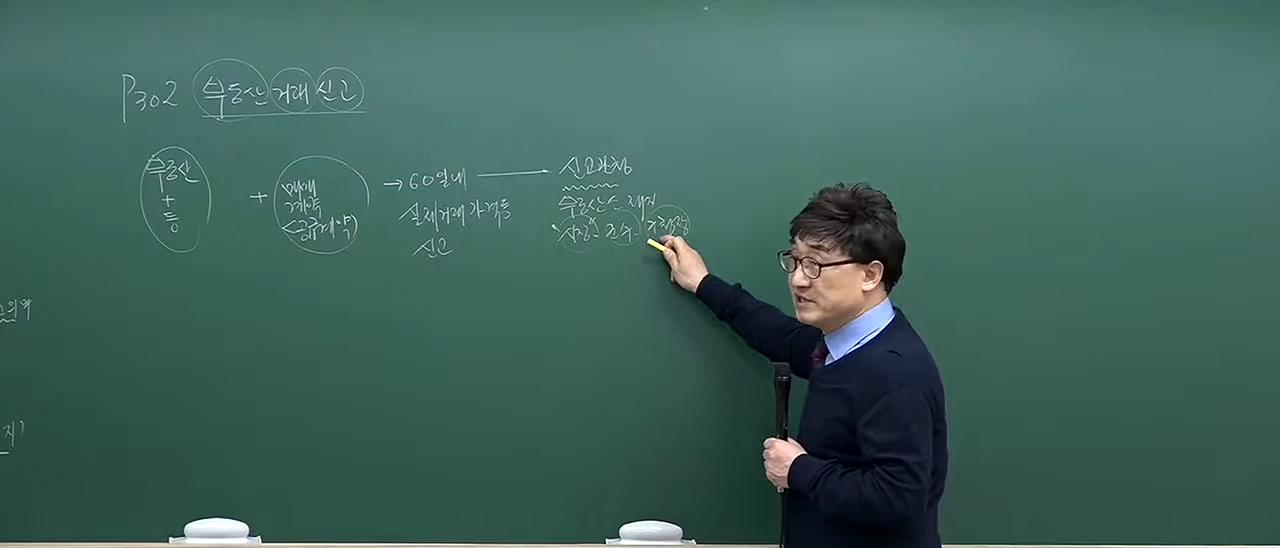 P302 부동산 거래 신고
부동산
+
등
+
매매
계약
<공급계약>
→ 60일내
실제거래가격등
신고
신고관청
부동산소재지
시장 군수 구청장
지)